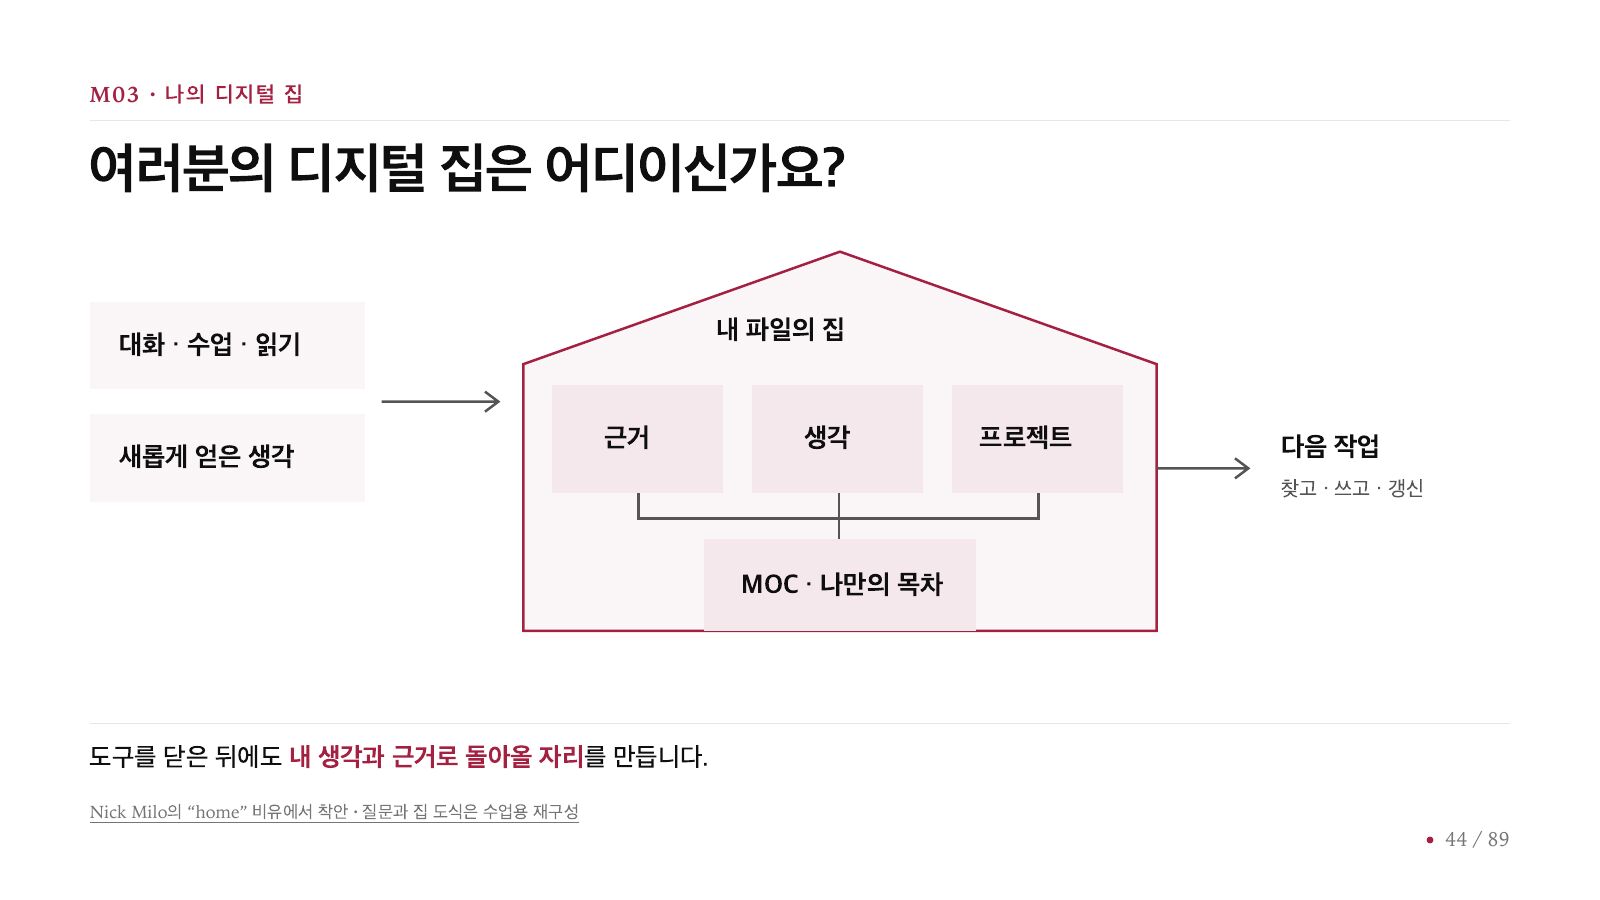 M03 · 나의 디지털 집
여러분의 디지털 집은 어디이신가요?
대화 · 수업 · 읽기
새롭게 얻은 생각
내 파일의 집
근거
생각
프로젝트
MOC · 나만의 목차
다음 작업
찾고 · 쓰고 · 갱신
도구를 닫은 뒤에도 내 생각과 근거로 돌아올 자리를 만듭니다.
Nick Milo의 “home” 비유에서 착안 · 질문과 집 도식은 수업용 재구성
44 / 89